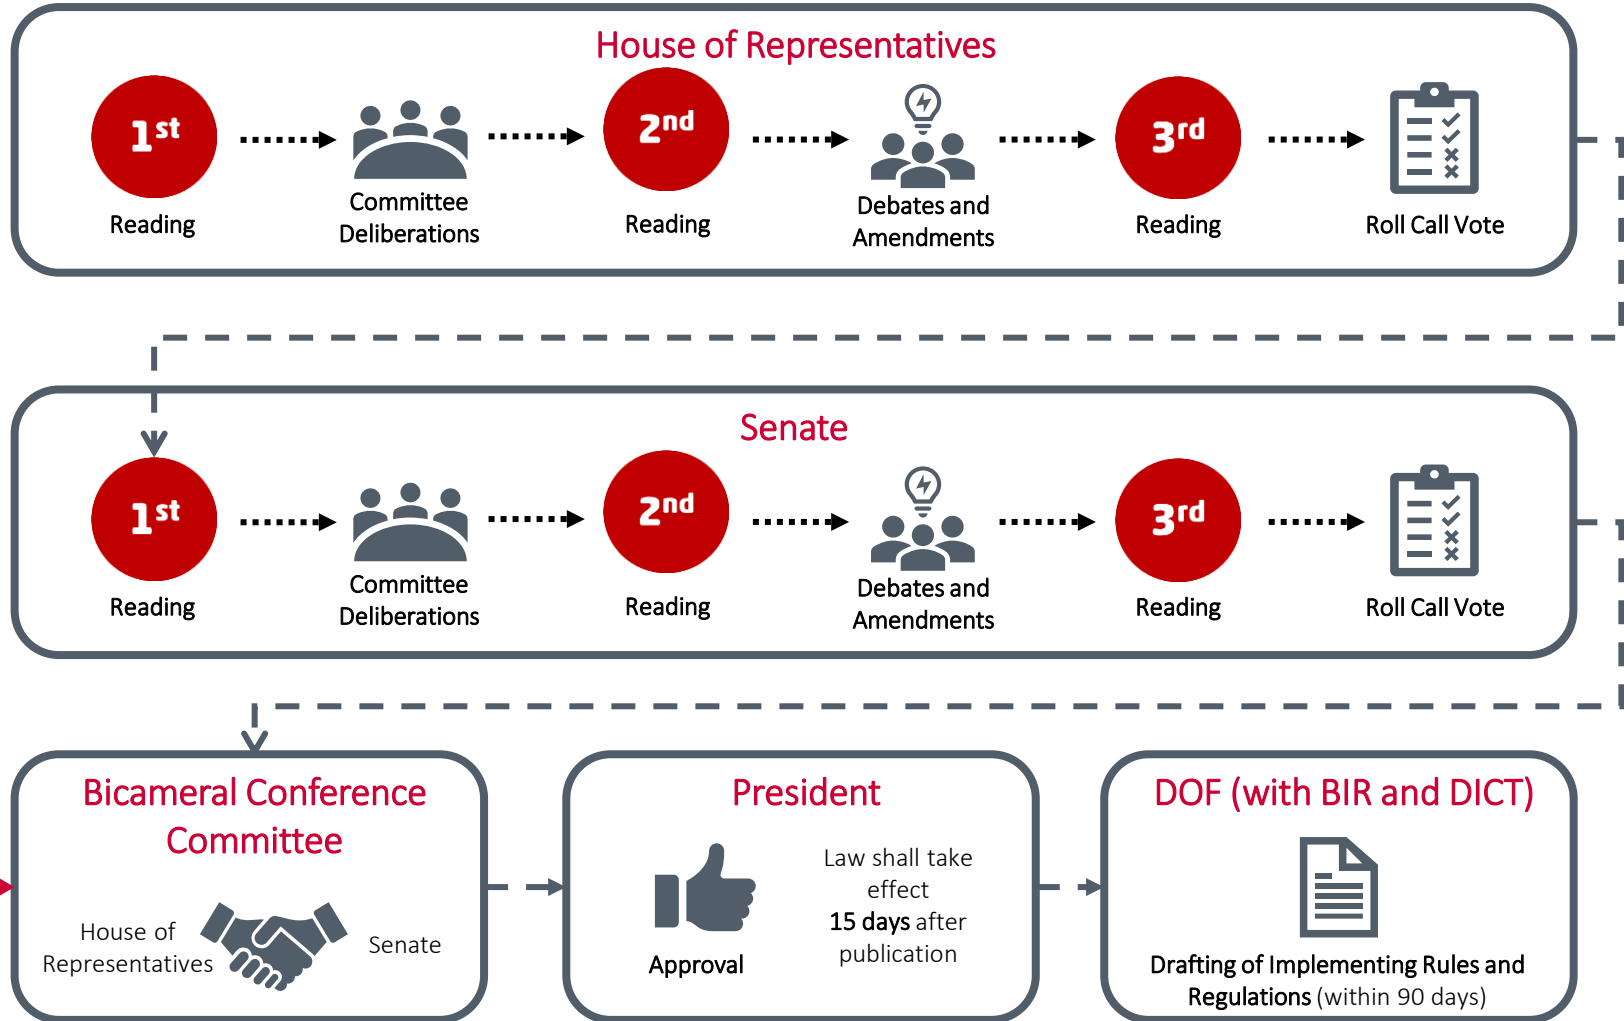 House of Representatives
1st
2nd
3rd
Reading
Committee
Deliberations
Reading
Debates and
Amendments
Reading
Roll Call Vote
Senate
1st
2nd
3rd
Reading
Committee
Deliberations
Reading
Debates and
Amendments
Reading
Roll Call Vote
Bicameral Conference
Committee
House of
Representatives
Senate
President
Approval
Law shall take
effect
15 days after
publication
DOF (with BIR and DICT)
Drafting of Implementing Rules and
Regulations (within 90 days)